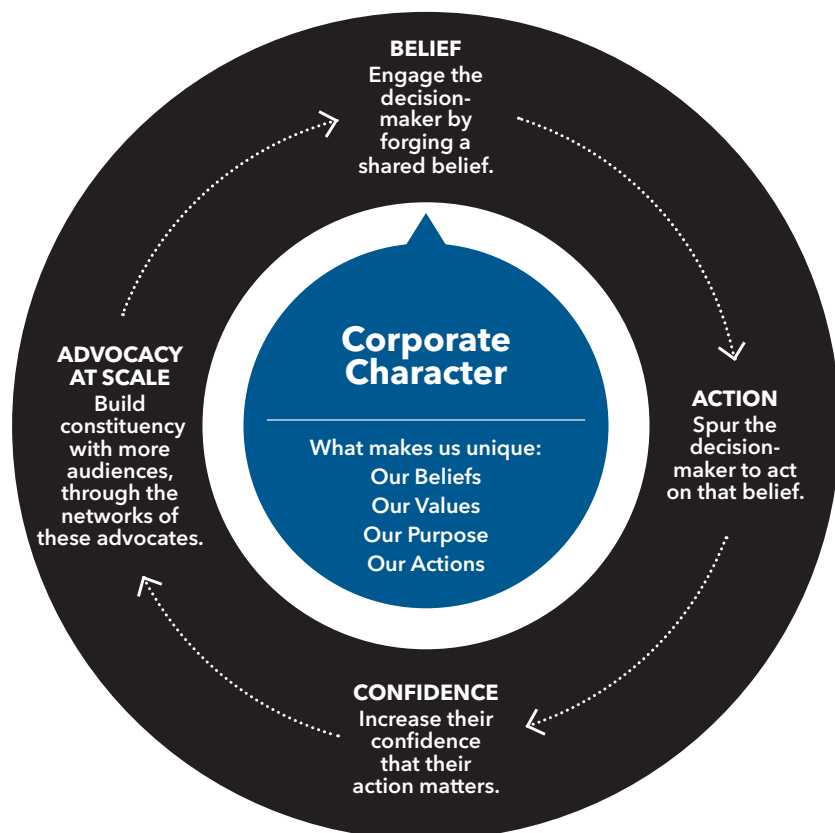 BELIEF
Engage the
decision-
maker by
forging a
shared belief.
ACTION
Spur the
decision-
maker to act
on that belief.
CONFIDENCE
Increase their
confidence
that their
action matters.
ADVOCACY
AT SCALE
Build
constituency
with more
audiences,
through the
networks of
these advocates.
Corporate
Character
What makes us unique:
Our Beliefs
Our Values
Our Purpose
Our Actions